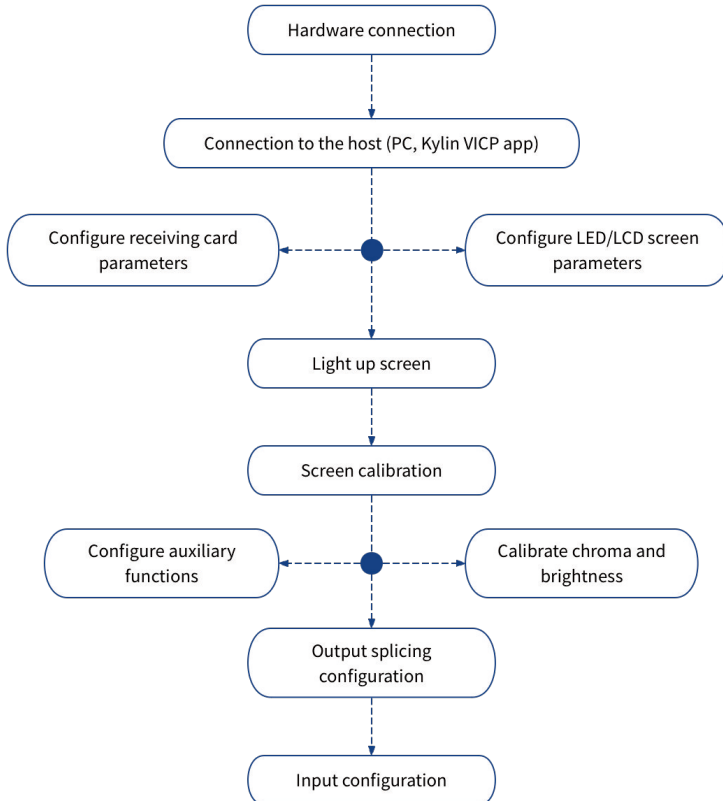 Hardware connection
Connection to the host (PC, Kylin VICP app)
Configure receiving card
parameters
Configure LED/LCD screen
parameters
Light up screen
Screen calibration
Configure auxiliary
functions
Calibrate chroma and
brightness
Output splicing
configuration
Input configuration